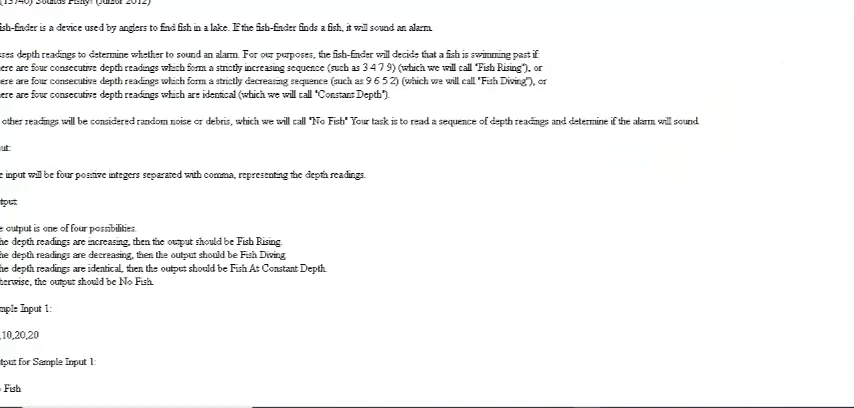 (13740) Sounds Fishy! (Junior 2012)
ish-finder is a device used by anglers to find fish in a lake. If the fish-finder finds a fish, it will sound an alarm.
ses depth readings to determine whether to sound an alarm. For our purposes, the fish-finder will decide that a fish is swimming past if:
ere are four consecutive depth readings which form a strictly increasing sequence (such as 3 4 7 9) (which we will call "Fish Rising"), or
ere are four consecutive depth readings which form a strictly decreasing sequence (such as 9 6 5 2) (which we will call "Fish Diving"), or
ere are four consecutive depth readings which are identical (which we will call "Constant Depth").
other readings will be considered random noise or debris, which we will call "No Fish" Your task is to read a sequence of depth readings and determine if the alarm will sound.
ut:
e input will be four positive integers separated with comma, representing the depth readings.
tput:
e output is one of four possibilities.
he depth readings are increasing, then the output should be Fish Rising.
he depth readings are decreasing, then the output should be Fish Diving.
he depth readings are identical, then the output should be Fish At Constant Depth.
herwise, the output should be No Fish.
mple Input 1:
,10,20,20
tput for Sample Input 1:
Fish